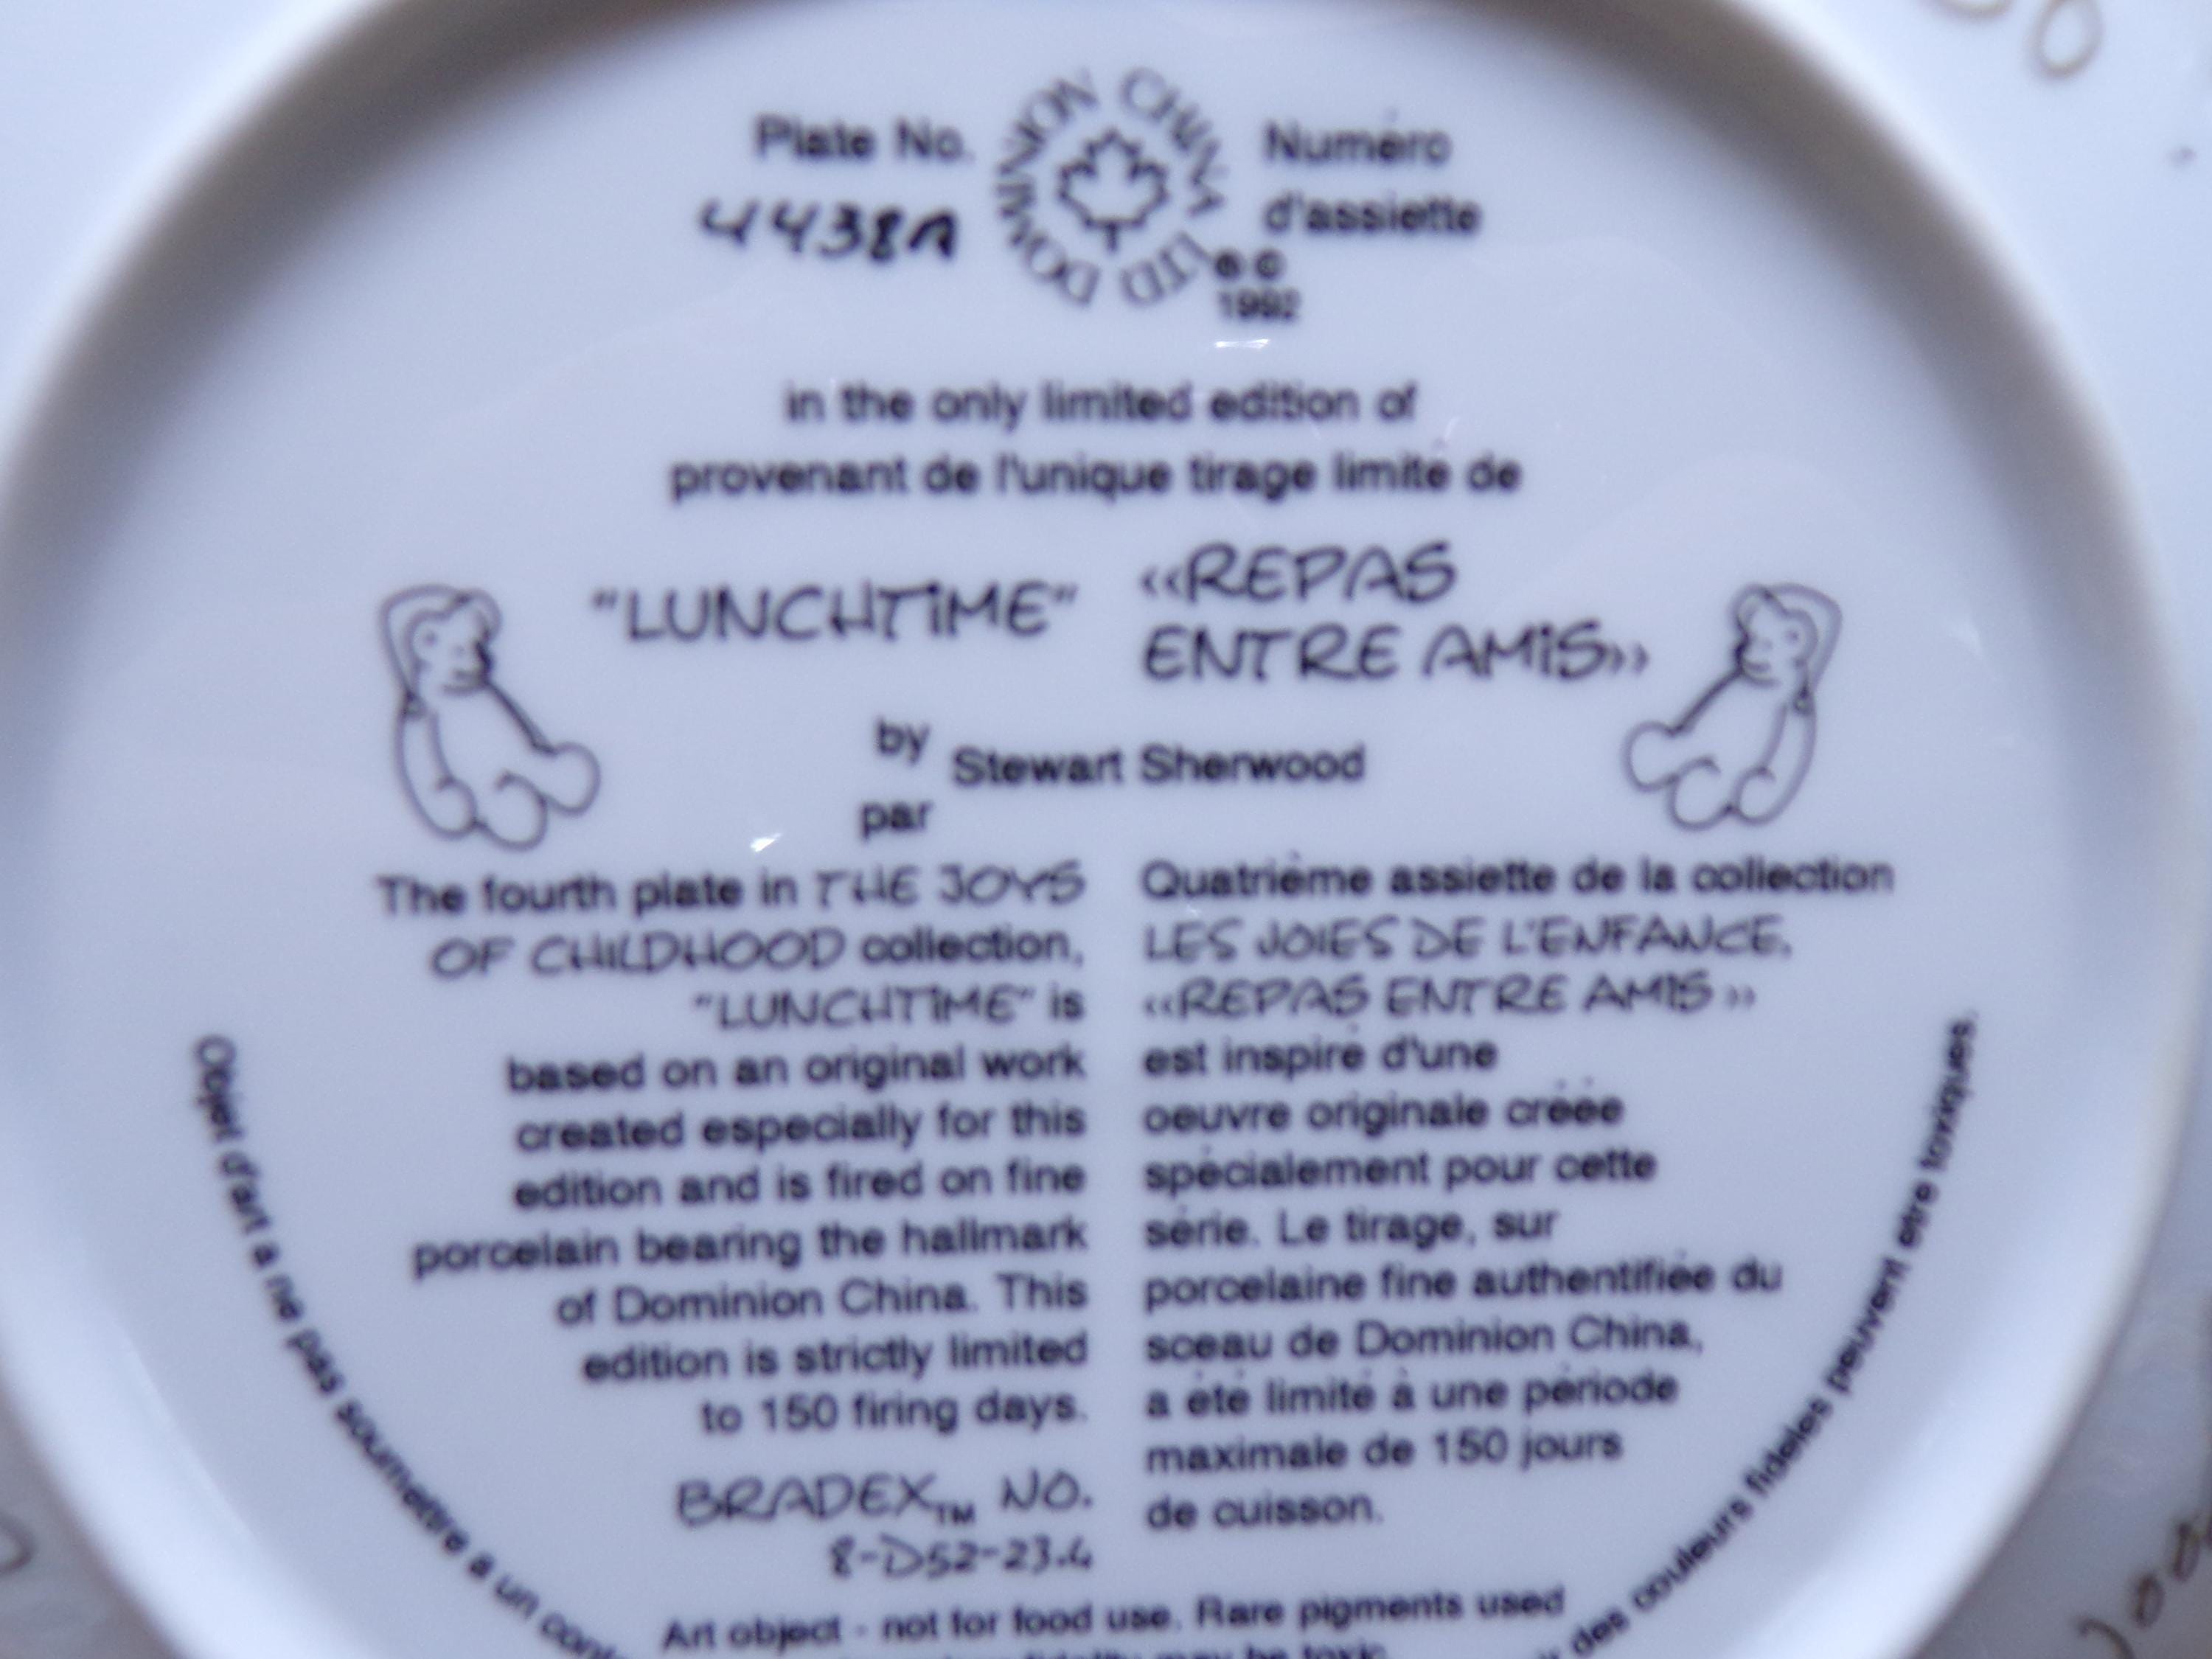 Plate No.
4438A
DOMINION CHINA LTD
Numéro
d'assiette
© ©
1992
in the only limited edition of
provenant de l'unique tirage limité de
"LUNCHTIME"
«REPAS
ENTRE AMIS»
by
par
Stewart Sherwood
The fourth plate in THE JOYS
OF CHILDHOOD collection,
"LUNCHTIME" is
based on an original work
created especially for this
edition and is fired on fine
porcelain bearing the hallmark
of Dominion China. This
edition is strictly limited
to 150 firing days.
BRADEX™ NO.
8-D52-23.4
Quatrième assiette de la collection
LES JOIES DE L'ENFANCE,
«REPAS ENTRE AMIS»
est inspiré d'une
oeuvre originale créée
spécialement pour cette
série. Le tirage, sur
porcelaine fine authentifiée du
sceau de Dominion China,
a été limité à une période
maximale de 150 jours
de cuisson.
Art object - not for food use. Rare pigments used
may be toxic.
Objet d'art a ne pas soumettre a un
des couleurs fideles peuvent etre toxiques.